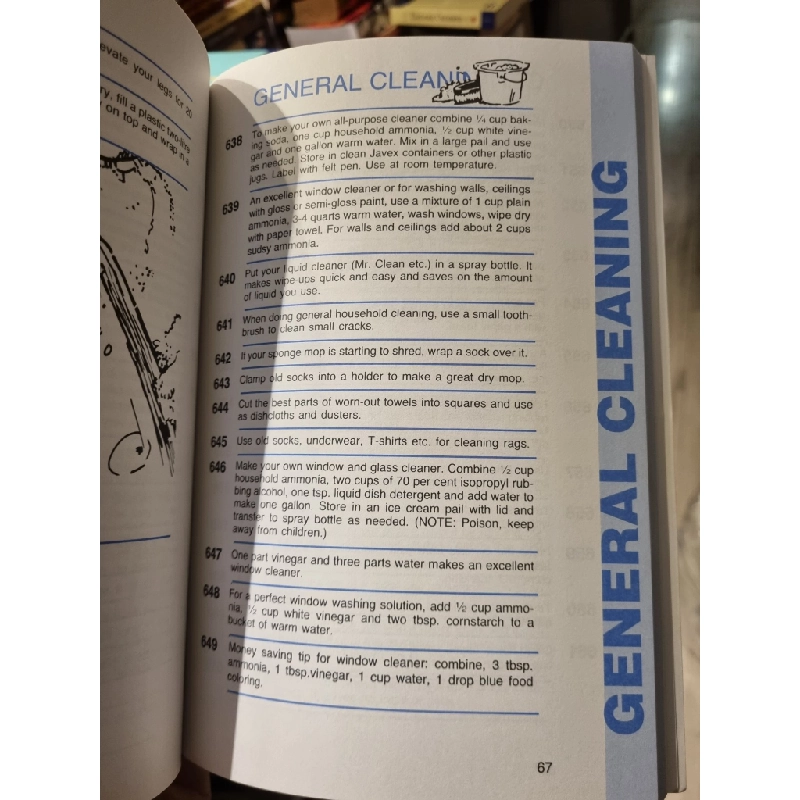 evate your legs for 20
ry, fill a plastic two-litre
on top and wrap in a
GENERAL CLEANING
638 To make your own all-purpose cleaner combine ¼ cup bak-
ing soda, one cup household ammonia, ½ cup white vine-
gar and one gallon warm water. Mix in a large pail and use
as needed. Store in clean Javex containers or other plastic
jugs. Label with felt pen. Use at room temperature.
639 An excellent window cleaner or for washing walls, ceilings
with gloss or semi-gloss paint, use a mixture of 1 cup plain
ammonia, 3-4 quarts warm water, wash windows, wipe dry
with paper towel. For walls and ceilings add about 2 cups
sudsy ammonia.
640 Put your liquid cleaner (Mr. Clean etc.) in a spray bottle. It
makes wipe-ups quick and easy and saves on the amount
of liquid you use.
641 When doing general household cleaning, use a small tooth-
brush to clean small cracks.
642 If your sponge mop is starting to shred, wrap a sock over it.
643 Clamp old socks into a holder to make a great dry mop.
644 Cut the best parts of worn-out towels into squares and use
as dishcloths and dusters.
645 Use old socks, underwear, T-shirts etc. for cleaning rags.
646 Make your own window and glass cleaner. Combine ½ cup
household ammonia, two cups of 70 per cent isopropyl rub-
bing alconol, one tsp. liquid dish detergent and add water to
make one gallon. Store in an ice cream pail with lid and
transfer to spray bottle as needed. (NOTE: Poison, keep
away from children.)
647 One part vinegar and three parts water makes an excellent
window cleaner.
648 For a perfect window washing solution, add ½ cup ammo-
nia, ½ cup white vinegar and two tbsp. cornstarch to a
bucket of warm water.
649 Money saving tip for window cleaner: combine, 3 tbsp.
ammonia, 1 tbsp.vinegar, 1 cup water, 1 drop blue food
coloring.
67
GENERAL CLEANING